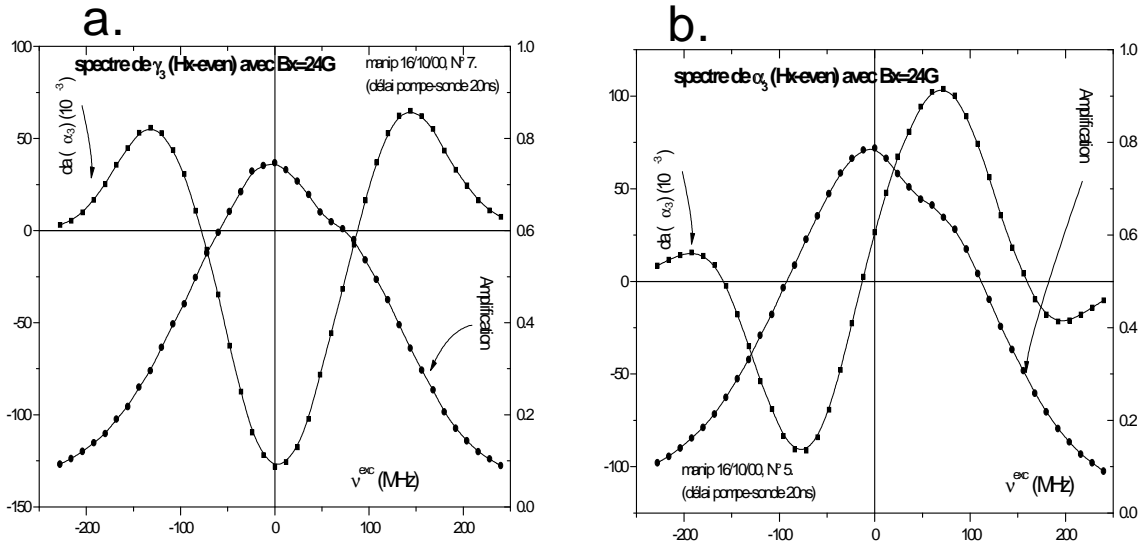 a.
spectre de γ₃ (Hx-even) avec Bx=24G
manip 16/10/00, N° 7.
(délai pompe-sonde 20ns)
da ( α₃) (10⁻³)
Amplification
νᵉˣᶜ (MHz)
100
50
0
-50
-100
-150
1.0
0.8
0.6
0.4
0.2
0.0
-200
-100
0
100
200
b.
spectre de α₃ (Hx-even) avec Bx=24G
da ( α₃) (10⁻³)
Amplification
manip 16/10/00, N° 5.
(délai pompe-sonde 20ns)
νᵉˣᶜ (MHz)
100
50
0
-50
-100
1.0
0.8
0.6
0.4
0.2
0.0
-200
-100
0
100
200